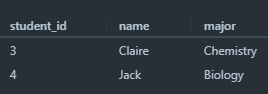 student_id name major
3 Claire Chemistry
4 Jack Biology